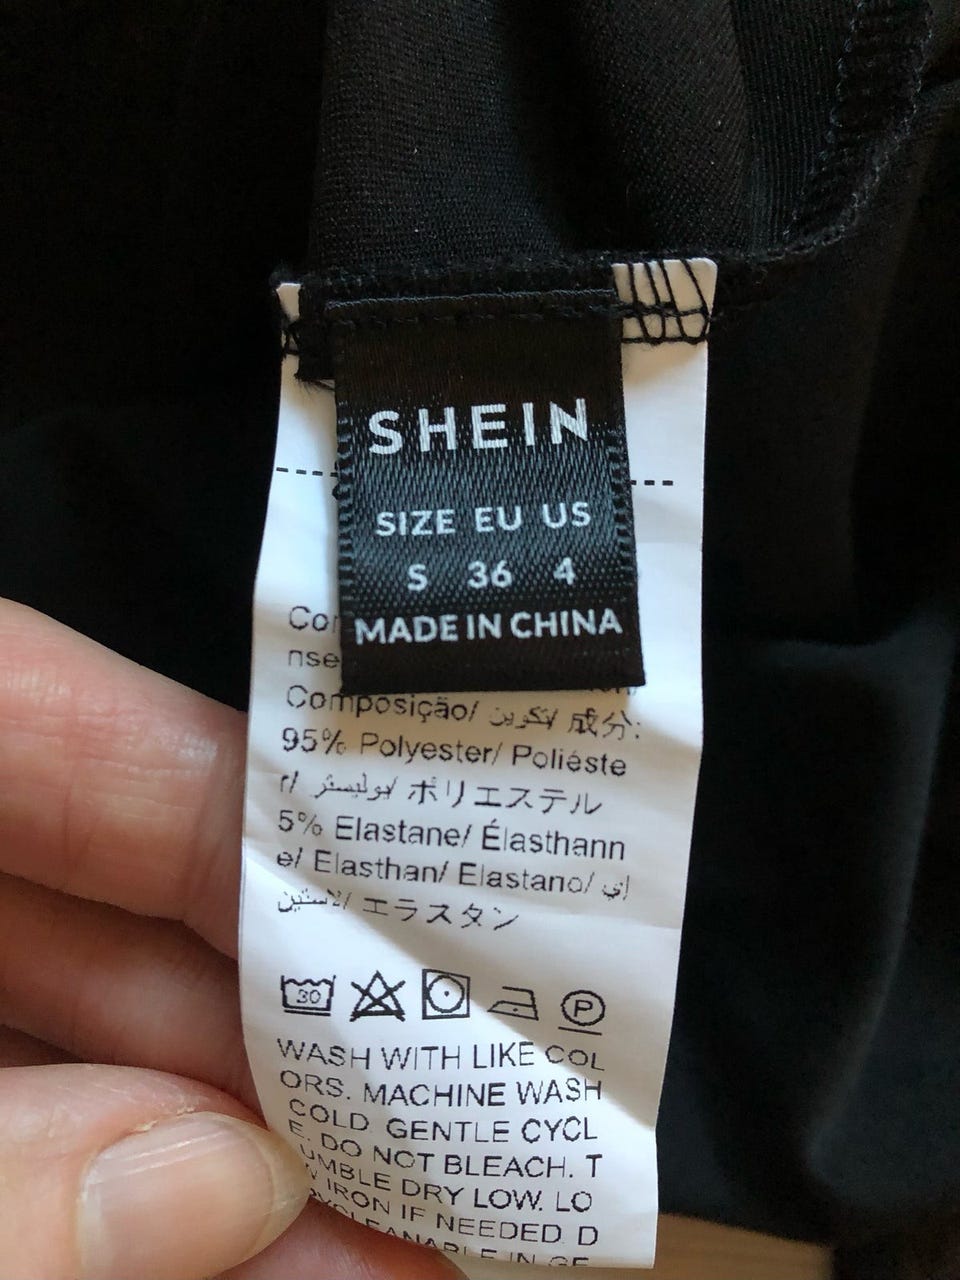 SHEIN
SIZE EU US
S 36 4
MADE IN CHINA
Composição/ تكوين/ 成分:
95% Polyester/ Poliéste
r/ بوليستر/ ポリエステル
5% Elastane/ Élasthann
e/ Elasthan/ Elastano/ إي
لاستين/ エラスタン
30
P
WASH WITH LIKE COL
ORS. MACHINE WASH
COLD. GENTLE CYCL
E. DO NOT BLEACH. T
UMBLE DRY LOW. LO
W IRON IF NEEDED. D